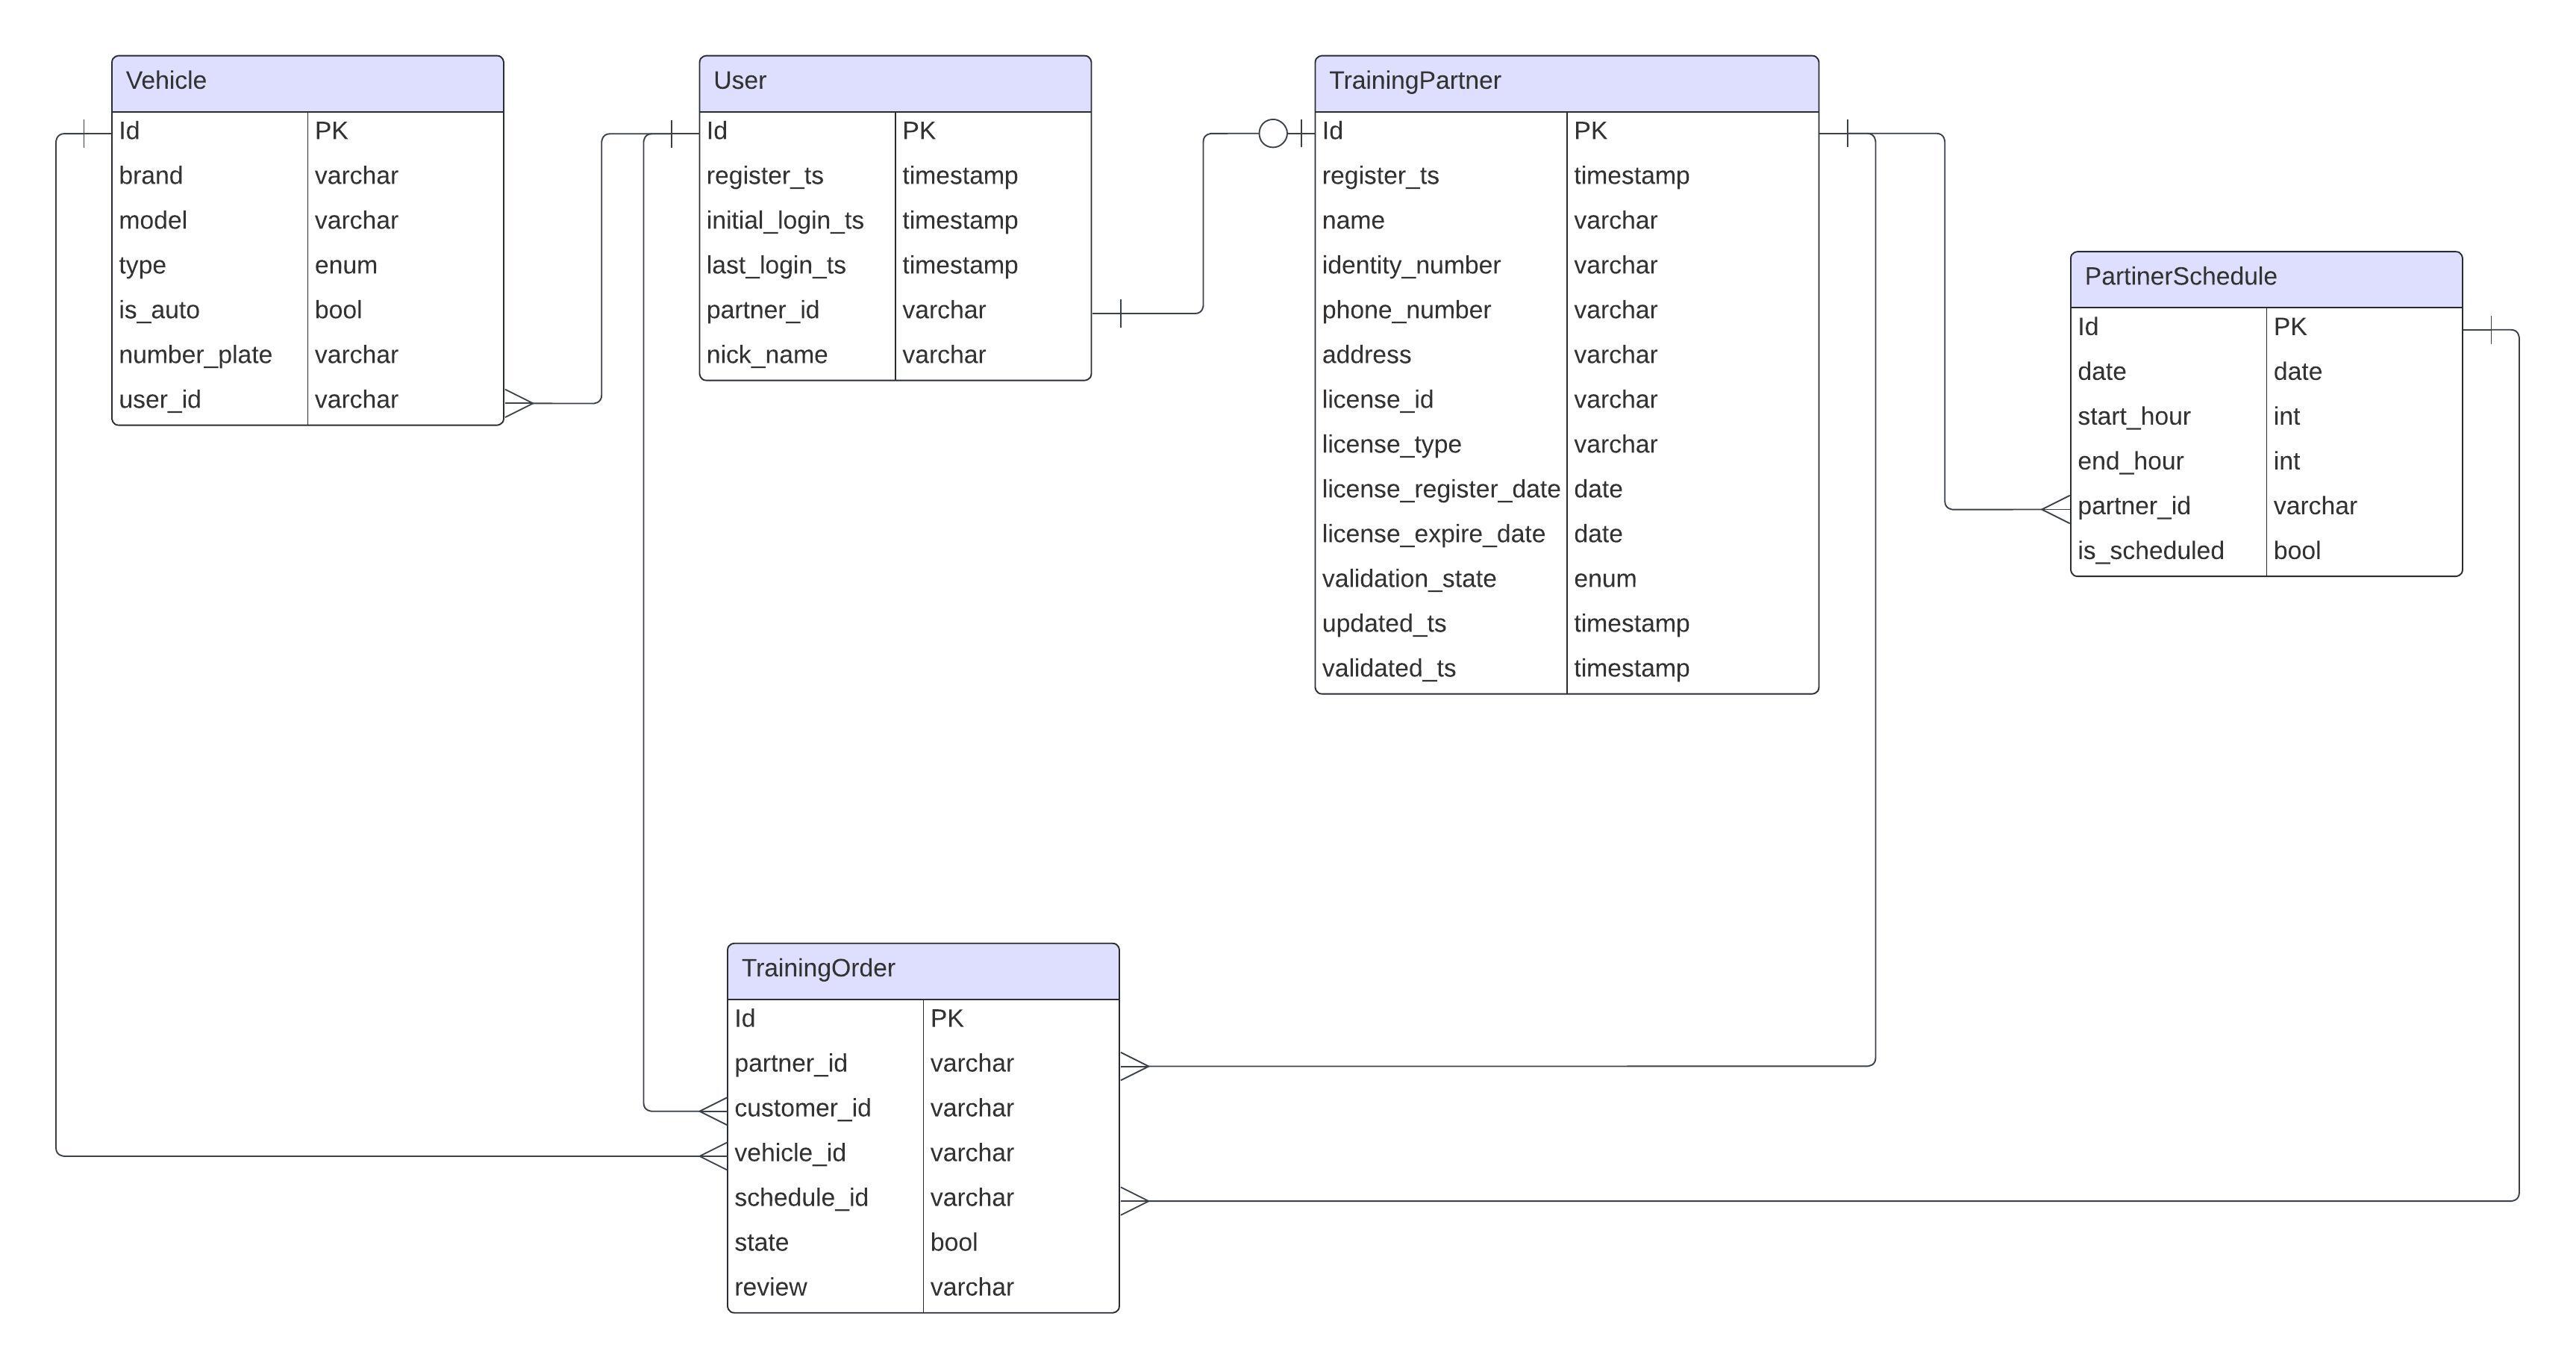 Vehicle
Id PK
brand varchar
model varchar
type enum
is_auto bool
number_plate varchar
user_id varchar
User
Id PK
register_ts timestamp
initial_login_ts timestamp
last_login_ts timestamp
partner_id varchar
nick_name varchar
TrainingPartner
Id PK
register_ts timestamp
name varchar
identity_number varchar
phone_number varchar
address varchar
license_id varchar
license_type varchar
license_register_date date
license_expire_date date
validation_state enum
updated_ts timestamp
validated_ts timestamp
PartinerSchedule
Id PK
date date
start_hour int
end_hour int
partner_id varchar
is_scheduled bool
TrainingOrder
Id PK
partner_id varchar
customer_id varchar
vehicle_id varchar
schedule_id varchar
state bool
review varchar